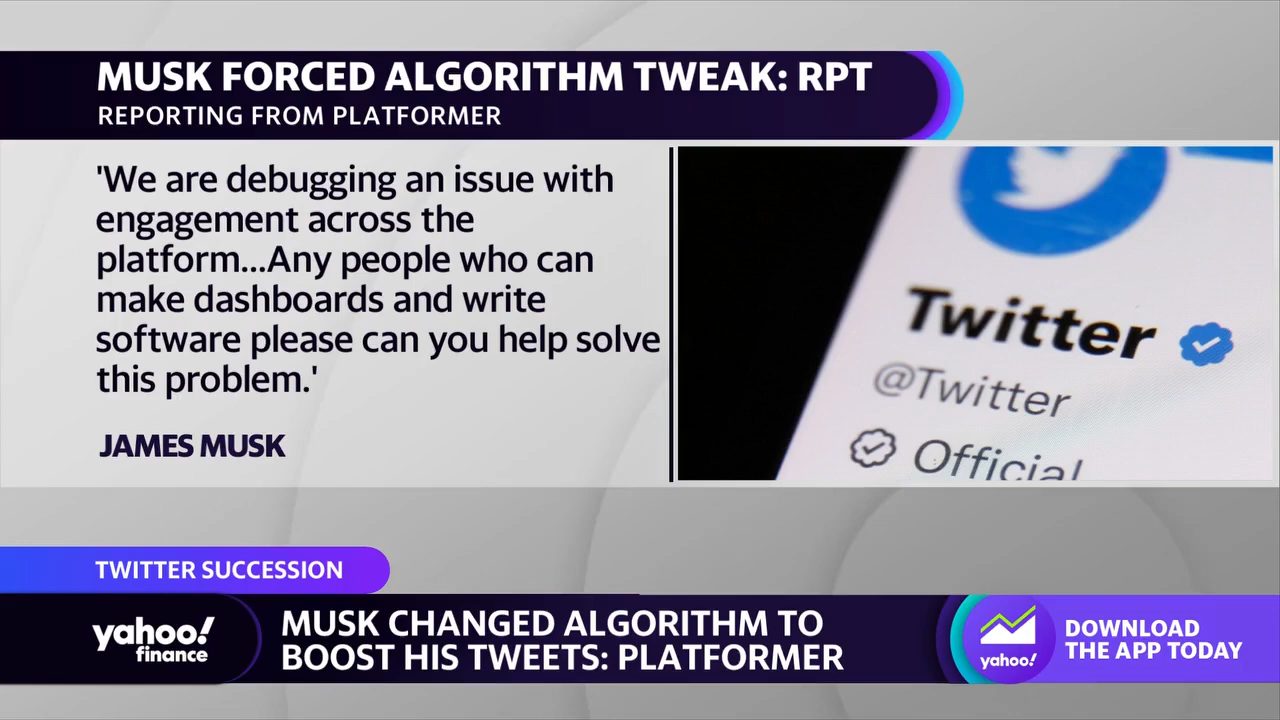 MUSK FORCED ALGORITHM TWEAK: RPT
REPORTING FROM PLATFORMER
'We are debugging an issue with
engagement across the
platform...Any people who can
make dashboards and write
software please can you help solve
this problem.'
JAMES MUSK
Twitter
@Twitter
Official
TWITTER SUCCESSION
yahoo!
finance
MUSK CHANGED ALGORITHM TO
BOOST HIS TWEETS: PLATFORMER
yahoo!
DOWNLOAD
THE APP TODAY